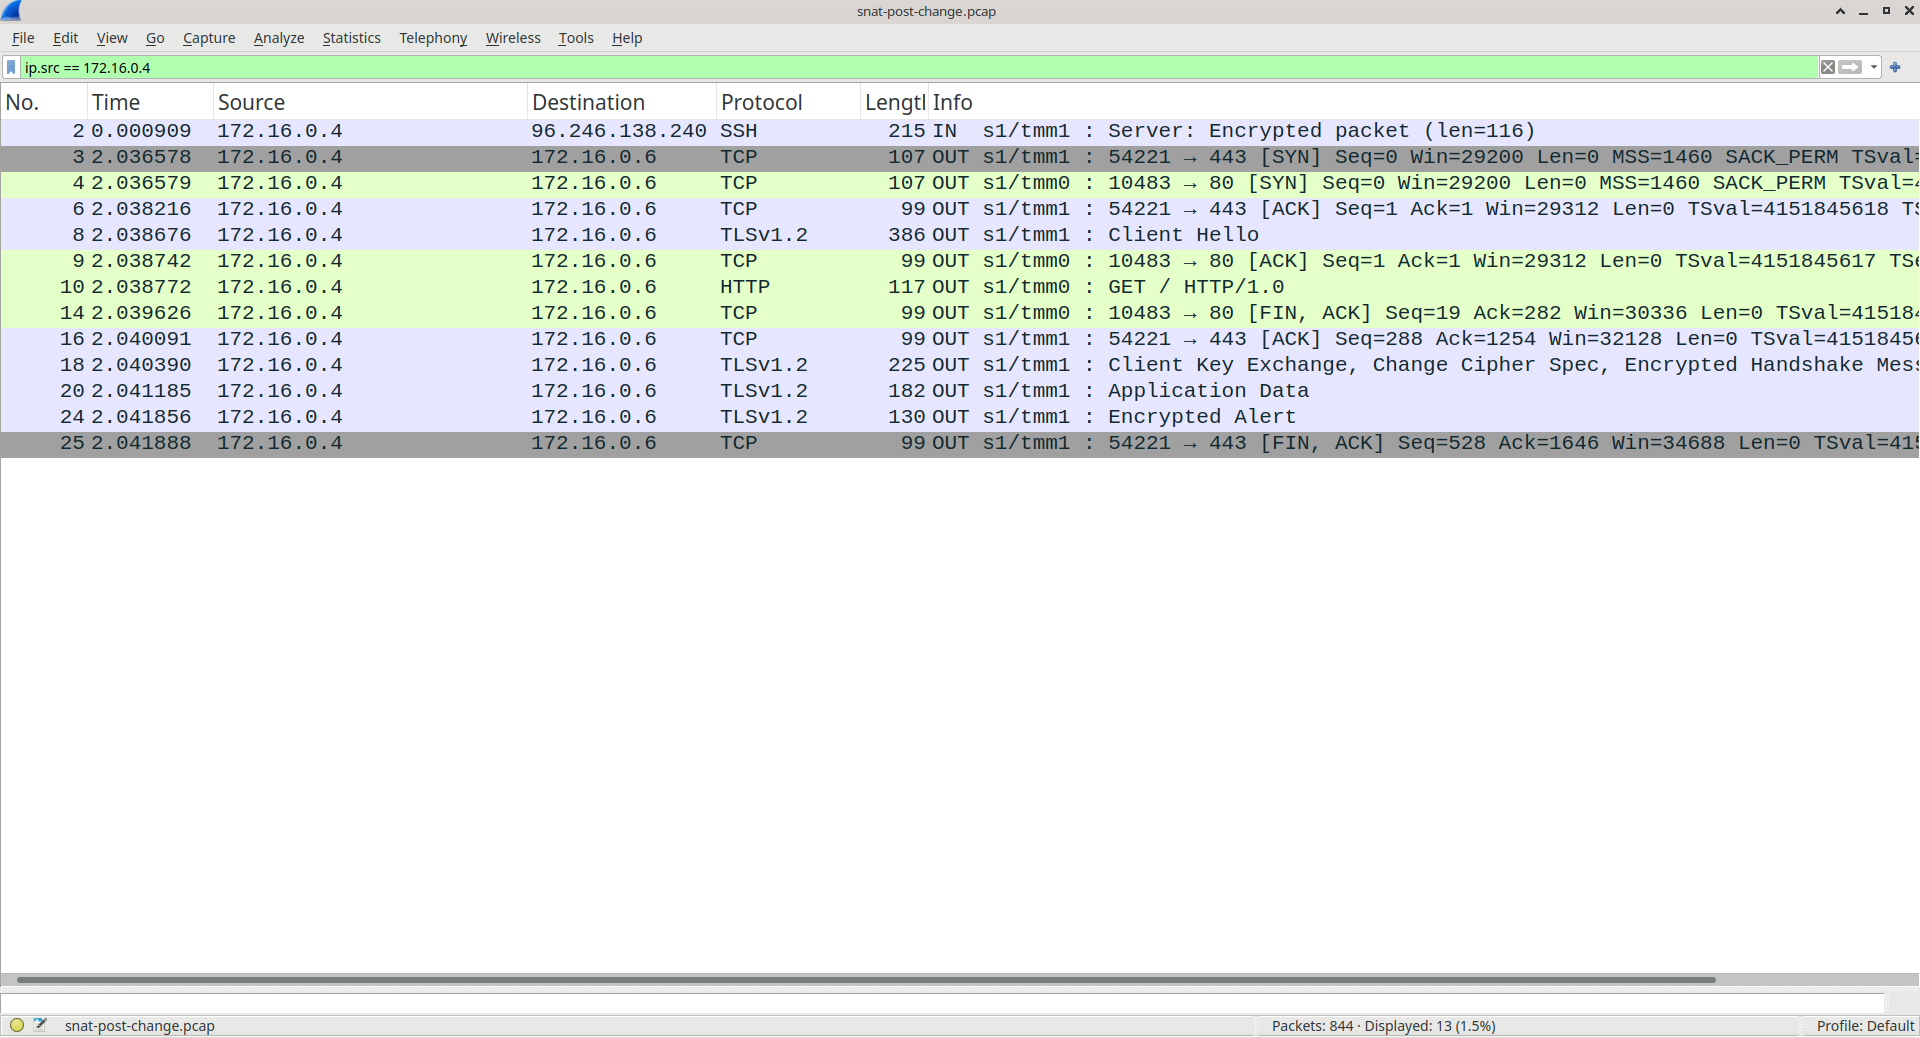 snat-post-change.pcap
File Edit View Go Capture Analyze Statistics Telephony Wireless Tools Help
ip.src == 172.16.0.4
No. Time Source Destination Protocol Lengtl Info
2 0.000909 172.16.0.4 96.246.138.240 SSH 215 IN s1/tmm1 : Server: Encrypted packet (len=116)
3 2.036578 172.16.0.4 172.16.0.6 TCP 107 OUT s1/tmm1 : 54221 → 443 [SYN] Seq=0 Win=29200 Len=0 MSS=1460 SACK_PERM TSval=
4 2.036579 172.16.0.4 172.16.0.6 TCP 107 OUT s1/tmm0 : 10483 → 80 [SYN] Seq=0 Win=29200 Len=0 MSS=1460 SACK_PERM TSval=4
6 2.038216 172.16.0.4 172.16.0.6 TCP 99 OUT s1/tmm1 : 54221 → 443 [ACK] Seq=1 Ack=1 Win=29312 Len=0 TSval=4151845618 TS
8 2.038676 172.16.0.4 172.16.0.6 TLSv1.2 386 OUT s1/tmm1 : Client Hello
9 2.038742 172.16.0.4 172.16.0.6 TCP 99 OUT s1/tmm0 : 10483 → 80 [ACK] Seq=1 Ack=1 Win=29312 Len=0 TSval=4151845617 TSe
10 2.038772 172.16.0.4 172.16.0.6 HTTP 117 OUT s1/tmm0 : GET / HTTP/1.0
14 2.039626 172.16.0.4 172.16.0.6 TCP 99 OUT s1/tmm0 : 10483 → 80 [FIN, ACK] Seq=19 Ack=282 Win=30336 Len=0 TSval=415184
16 2.040091 172.16.0.4 172.16.0.6 TCP 99 OUT s1/tmm1 : 54221 → 443 [ACK] Seq=288 Ack=1254 Win=32128 Len=0 TSval=41518456
18 2.040390 172.16.0.4 172.16.0.6 TLSv1.2 225 OUT s1/tmm1 : Client Key Exchange, Change Cipher Spec, Encrypted Handshake Mess
20 2.041185 172.16.0.4 172.16.0.6 TLSv1.2 182 OUT s1/tmm1 : Application Data
24 2.041856 172.16.0.4 172.16.0.6 TLSv1.2 130 OUT s1/tmm1 : Encrypted Alert
25 2.041888 172.16.0.4 172.16.0.6 TCP 99 OUT s1/tmm1 : 54221 → 443 [FIN, ACK] Seq=528 Ack=1646 Win=34688 Len=0 TSval=415
snat-post-change.pcap Packets: 844 · Displayed: 13 (1.5%) Profile: Default